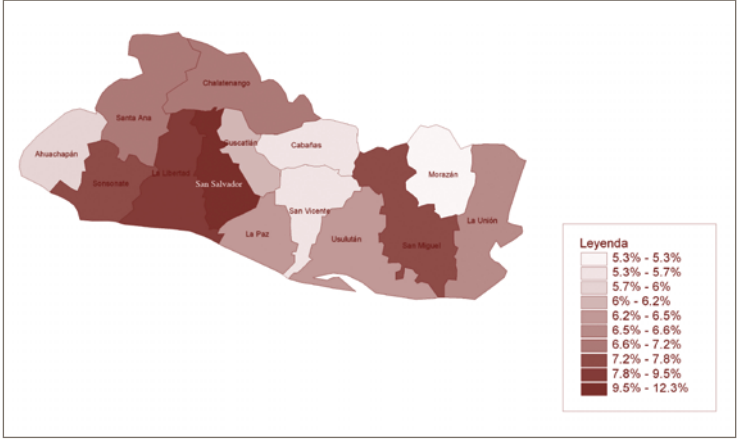 Chalatenango
Santa Ana
Cuscatlán
Cabañas
Ahuachapán
La Libertad
Morazán
Sonsonate
San Salvador
San Vicente
La Unión
La Paz
Usulután
San Miguel
Leyenda
5.3% - 5.3%
5.3% - 5.7%
5.7% - 6%
6% - 6.2%
6.2% - 6.5%
6.5% - 6.6%
6.6% - 7.2%
7.2% - 7.8%
7.8% - 9.5%
9.5% - 12.3%